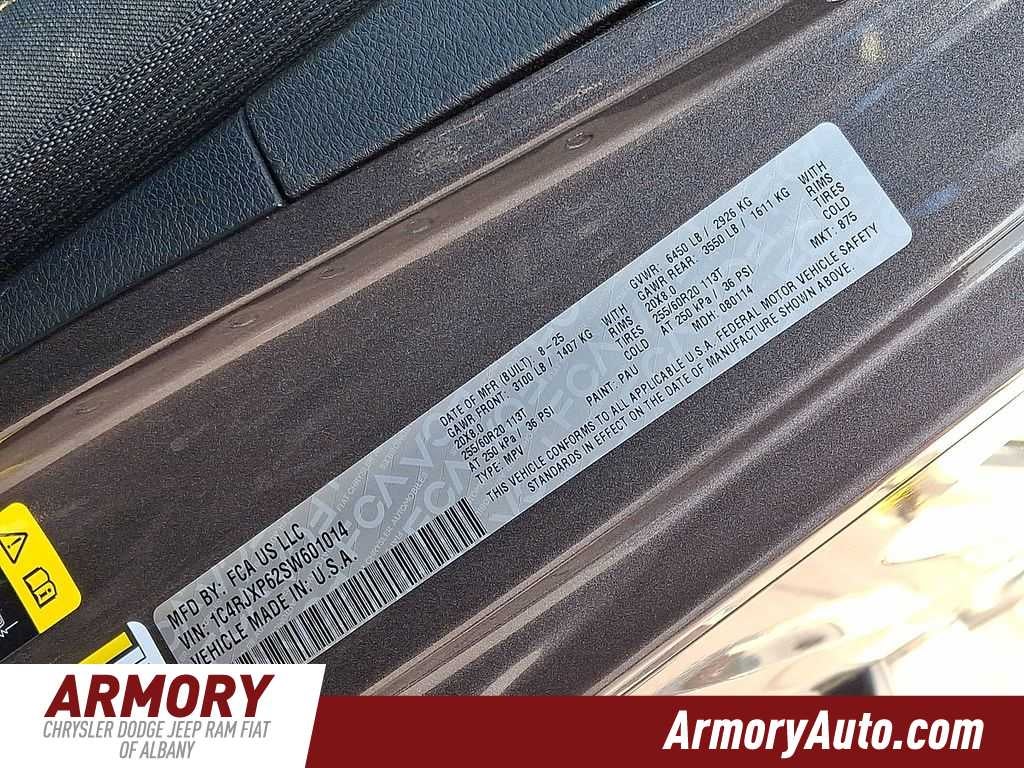 MFD BY: FCA US LLC
VIN: 1C4RJXP62SW601014
VEHICLE MADE IN: U.S.A.
DATE OF MFR (BUILT): 8-25 GVWR: 6450 LB / 2926 KG
GAWR FRONT: 3100 LB / 1407 KG WITH GAWR REAR: 3550 LB / 1611 KG WITH
20X8.0 RIMS 20X8.0 RIMS
255/60R20 113T TIRES 255/60R20 113T TIRES
AT 250 kPa / 36 PSI COLD AT 250 kPa / 36 PSI COLD
TYPE: MPV PAINT: PAU MDH: 080114 MKT: 875
THIS VEHICLE CONFORMS TO ALL APPLICABLE U.S.A. FEDERAL MOTOR VEHICLE SAFETY
STANDARDS IN EFFECT ON THE DATE OF MANUFACTURE SHOWN ABOVE.
ARMORY
CHRYSLER DODGE JEEP RAM FIAT
OF ALBANY
ArmoryAuto.com